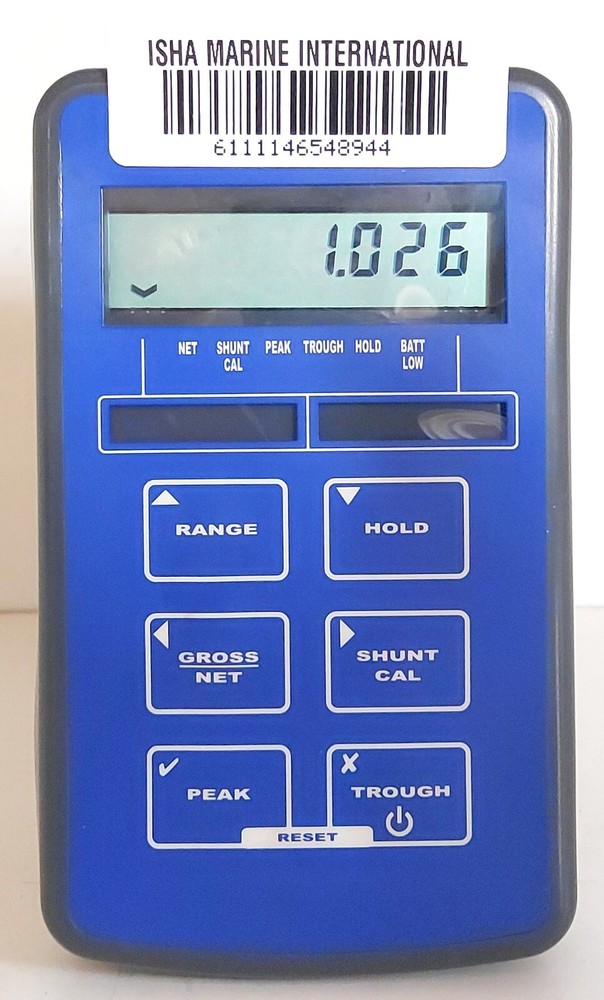 ISHA MARINE INTERNATIONAL
6111146548944
1.026
NET SHUNT CAL PEAK TROUGH HOLD BATT LOW
RANGE
HOLD
GROSS
NET
SHUNT
CAL
PEAK
TROUGH
RESET